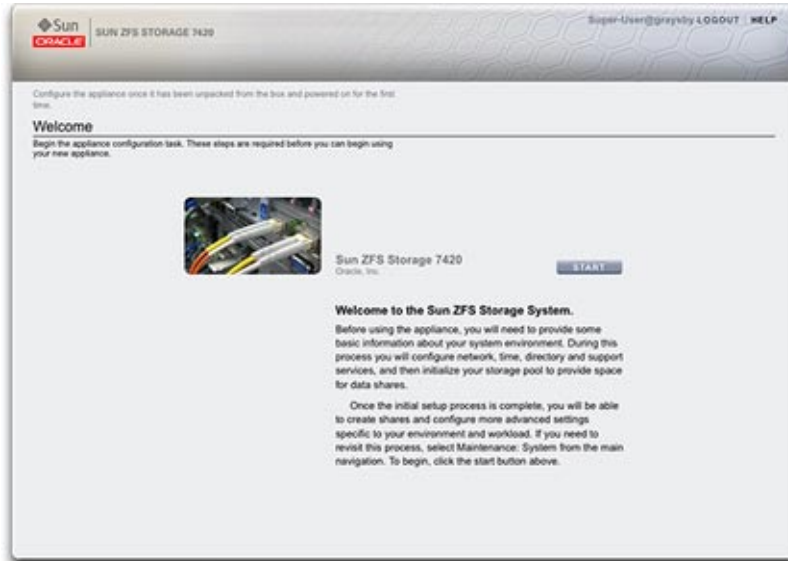 Sun
ORACLE
SUN ZFS STORAGE 7420
Super-User@graysby LOGOUT HELP
Configure the appliance once it has been unpacked from the box and powered on for the first
time.
Welcome
Begin the appliance configuration task. These steps are required before you can begin using
your new appliance.
Sun ZFS Storage 7420
Oracle, Inc.
START
Welcome to the Sun ZFS Storage System.
Before using the appliance, you will need to provide some
basic information about your system environment. During this
process you will configure network, time, directory and support
services, and then initialize your storage pool to provide space
for data shares.
Once the initial setup process is complete, you will be able
to create shares and configure more advanced settings
specific to your environment and workload. If you need to
revisit this process, select Maintenance: System from the main
navigation. To begin, click the start button above.